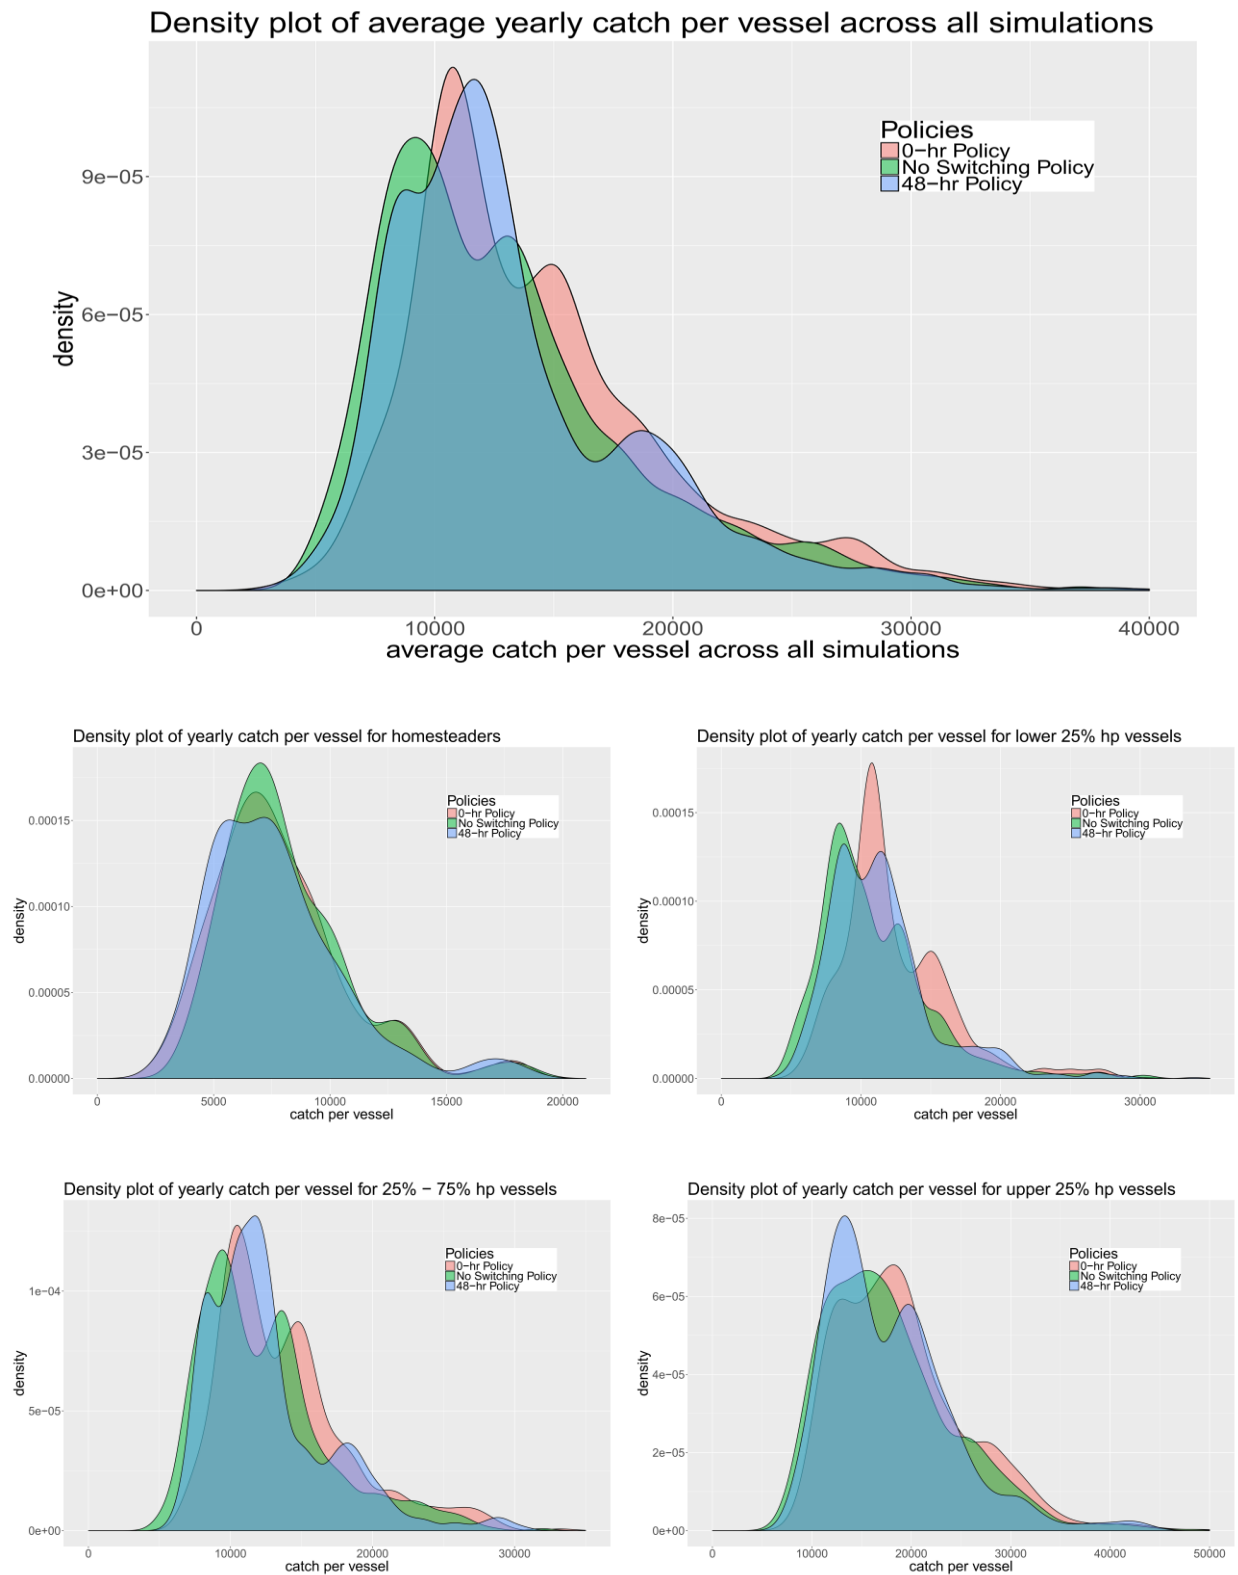 Density plot of average yearly catch per vessel across all simulations
Policies
0−hr Policy
No Switching Policy
48−hr Policy
9e−05
6e−05
3e−05
0e+00
density
0 10000 20000 30000 40000
average catch per vessel across all simulations
Density plot of yearly catch per vessel for homesteaders
Policies
0−hr Policy
No Switching Policy
48−hr Policy
0.00015
0.00010
0.00005
0.00000
density
0 5000 10000 15000 20000
catch per vessel
Density plot of yearly catch per vessel for lower 25% hp vessels
Policies
0−hr Policy
No Switching Policy
48−hr Policy
0.00015
0.00010
0.00005
0.00000
density
0 10000 20000 30000
catch per vessel
Density plot of yearly catch per vessel for 25% − 75% hp vessels
Policies
0−hr Policy
No Switching Policy
48−hr Policy
1e−04
5e−05
0e+00
density
0 10000 20000 30000
catch per vessel
Density plot of yearly catch per vessel for upper 25% hp vessels
Policies
0−hr Policy
No Switching Policy
48−hr Policy
8e−05
6e−05
4e−05
2e−05
0e+00
density
0 10000 20000 30000 40000 50000
catch per vessel